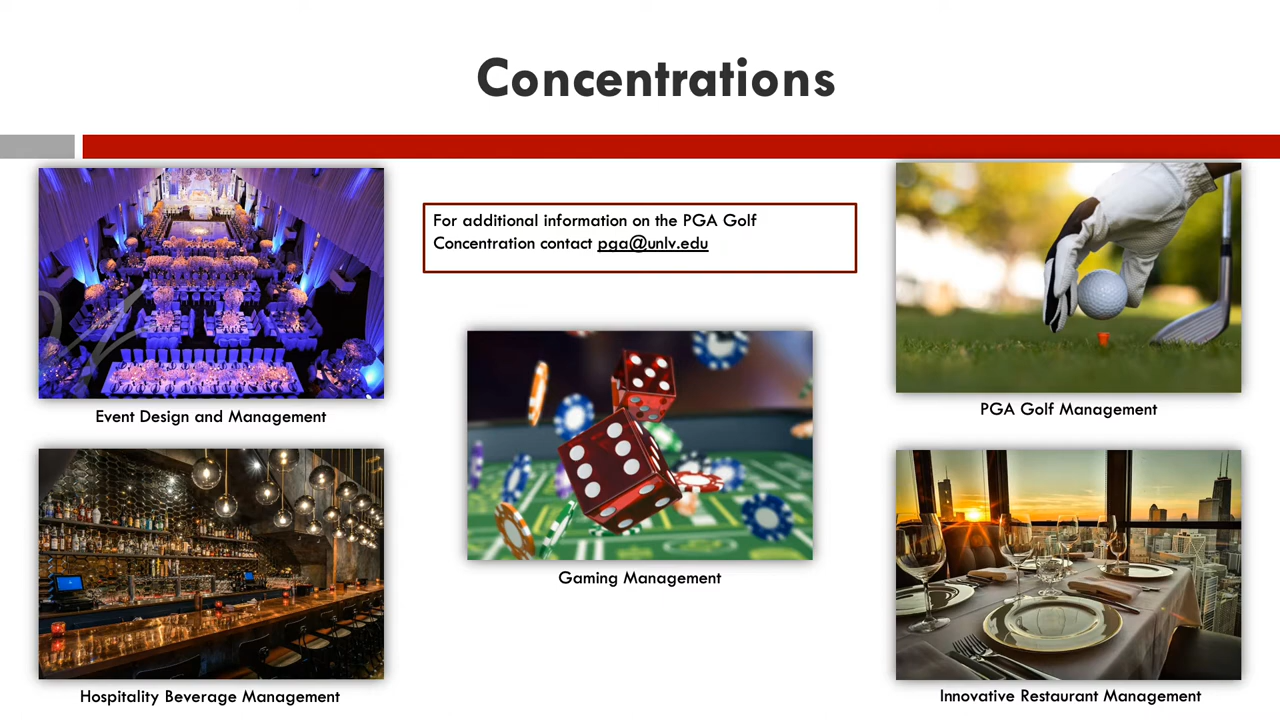 Concentrations
For additional information on the PGA Golf
Concentration contact pga@unlv.edu
Event Design and Management
PGA Golf Management
Gaming Management
Hospitality Beverage Management
Innovative Restaurant Management